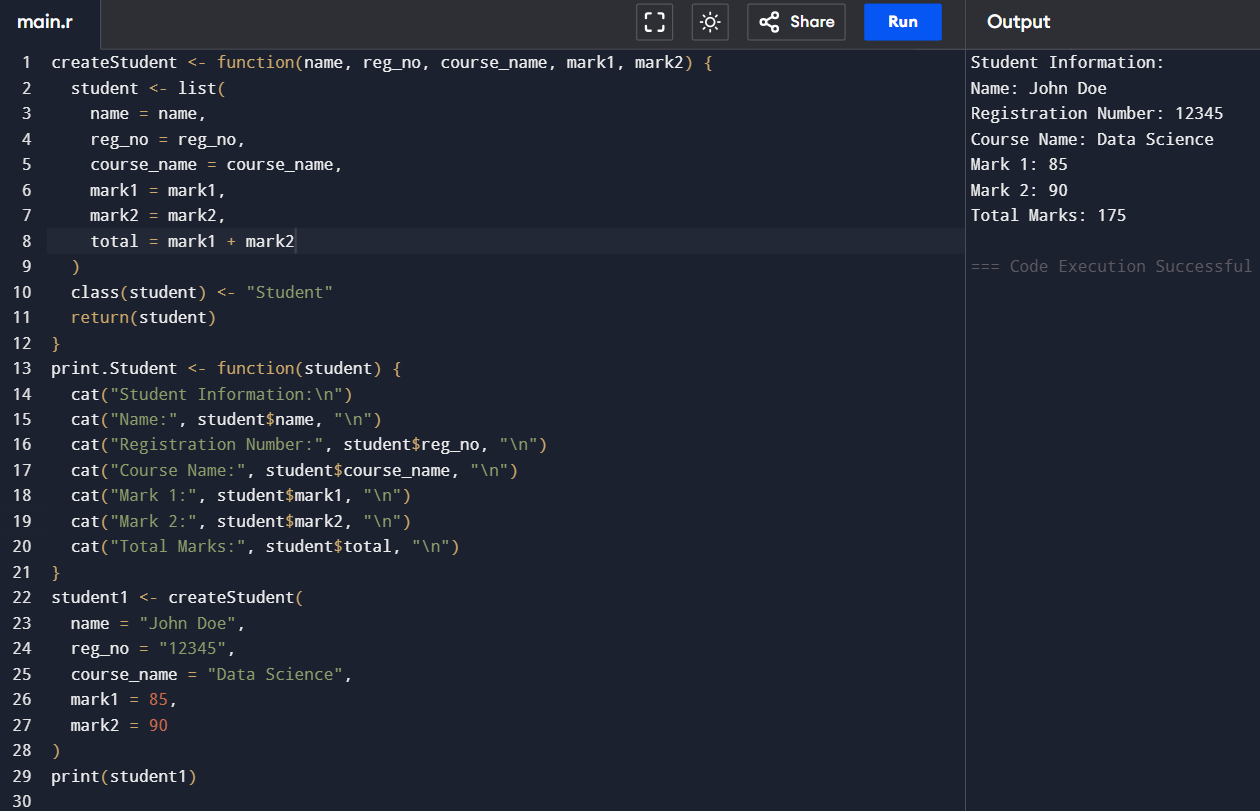 main.r Share Run Output
1 createStudent <- function(name, reg_no, course_name, mark1, mark2) {
2   student <- list(
3     name = name,
4     reg_no = reg_no,
5     course_name = course_name,
6     mark1 = mark1,
7     mark2 = mark2,
8     total = mark1 + mark2
9   )
10   class(student) <- "Student"
11   return(student)
12 }
13 print.Student <- function(student) {
14   cat("Student Information:\n")
15   cat("Name:", student$name, "\n")
16   cat("Registration Number:", student$reg_no, "\n")
17   cat("Course Name:", student$course_name, "\n")
18   cat("Mark 1:", student$mark1, "\n")
19   cat("Mark 2:", student$mark2, "\n")
20   cat("Total Marks:", student$total, "\n")
21 }
22 student1 <- createStudent(
23   name = "John Doe",
24   reg_no = "12345",
25   course_name = "Data Science",
26   mark1 = 85,
27   mark2 = 90
28 )
29 print(student1)
30
Student Information:
Name: John Doe
Registration Number: 12345
Course Name: Data Science
Mark 1: 85
Mark 2: 90
Total Marks: 175
=== Code Execution Successful